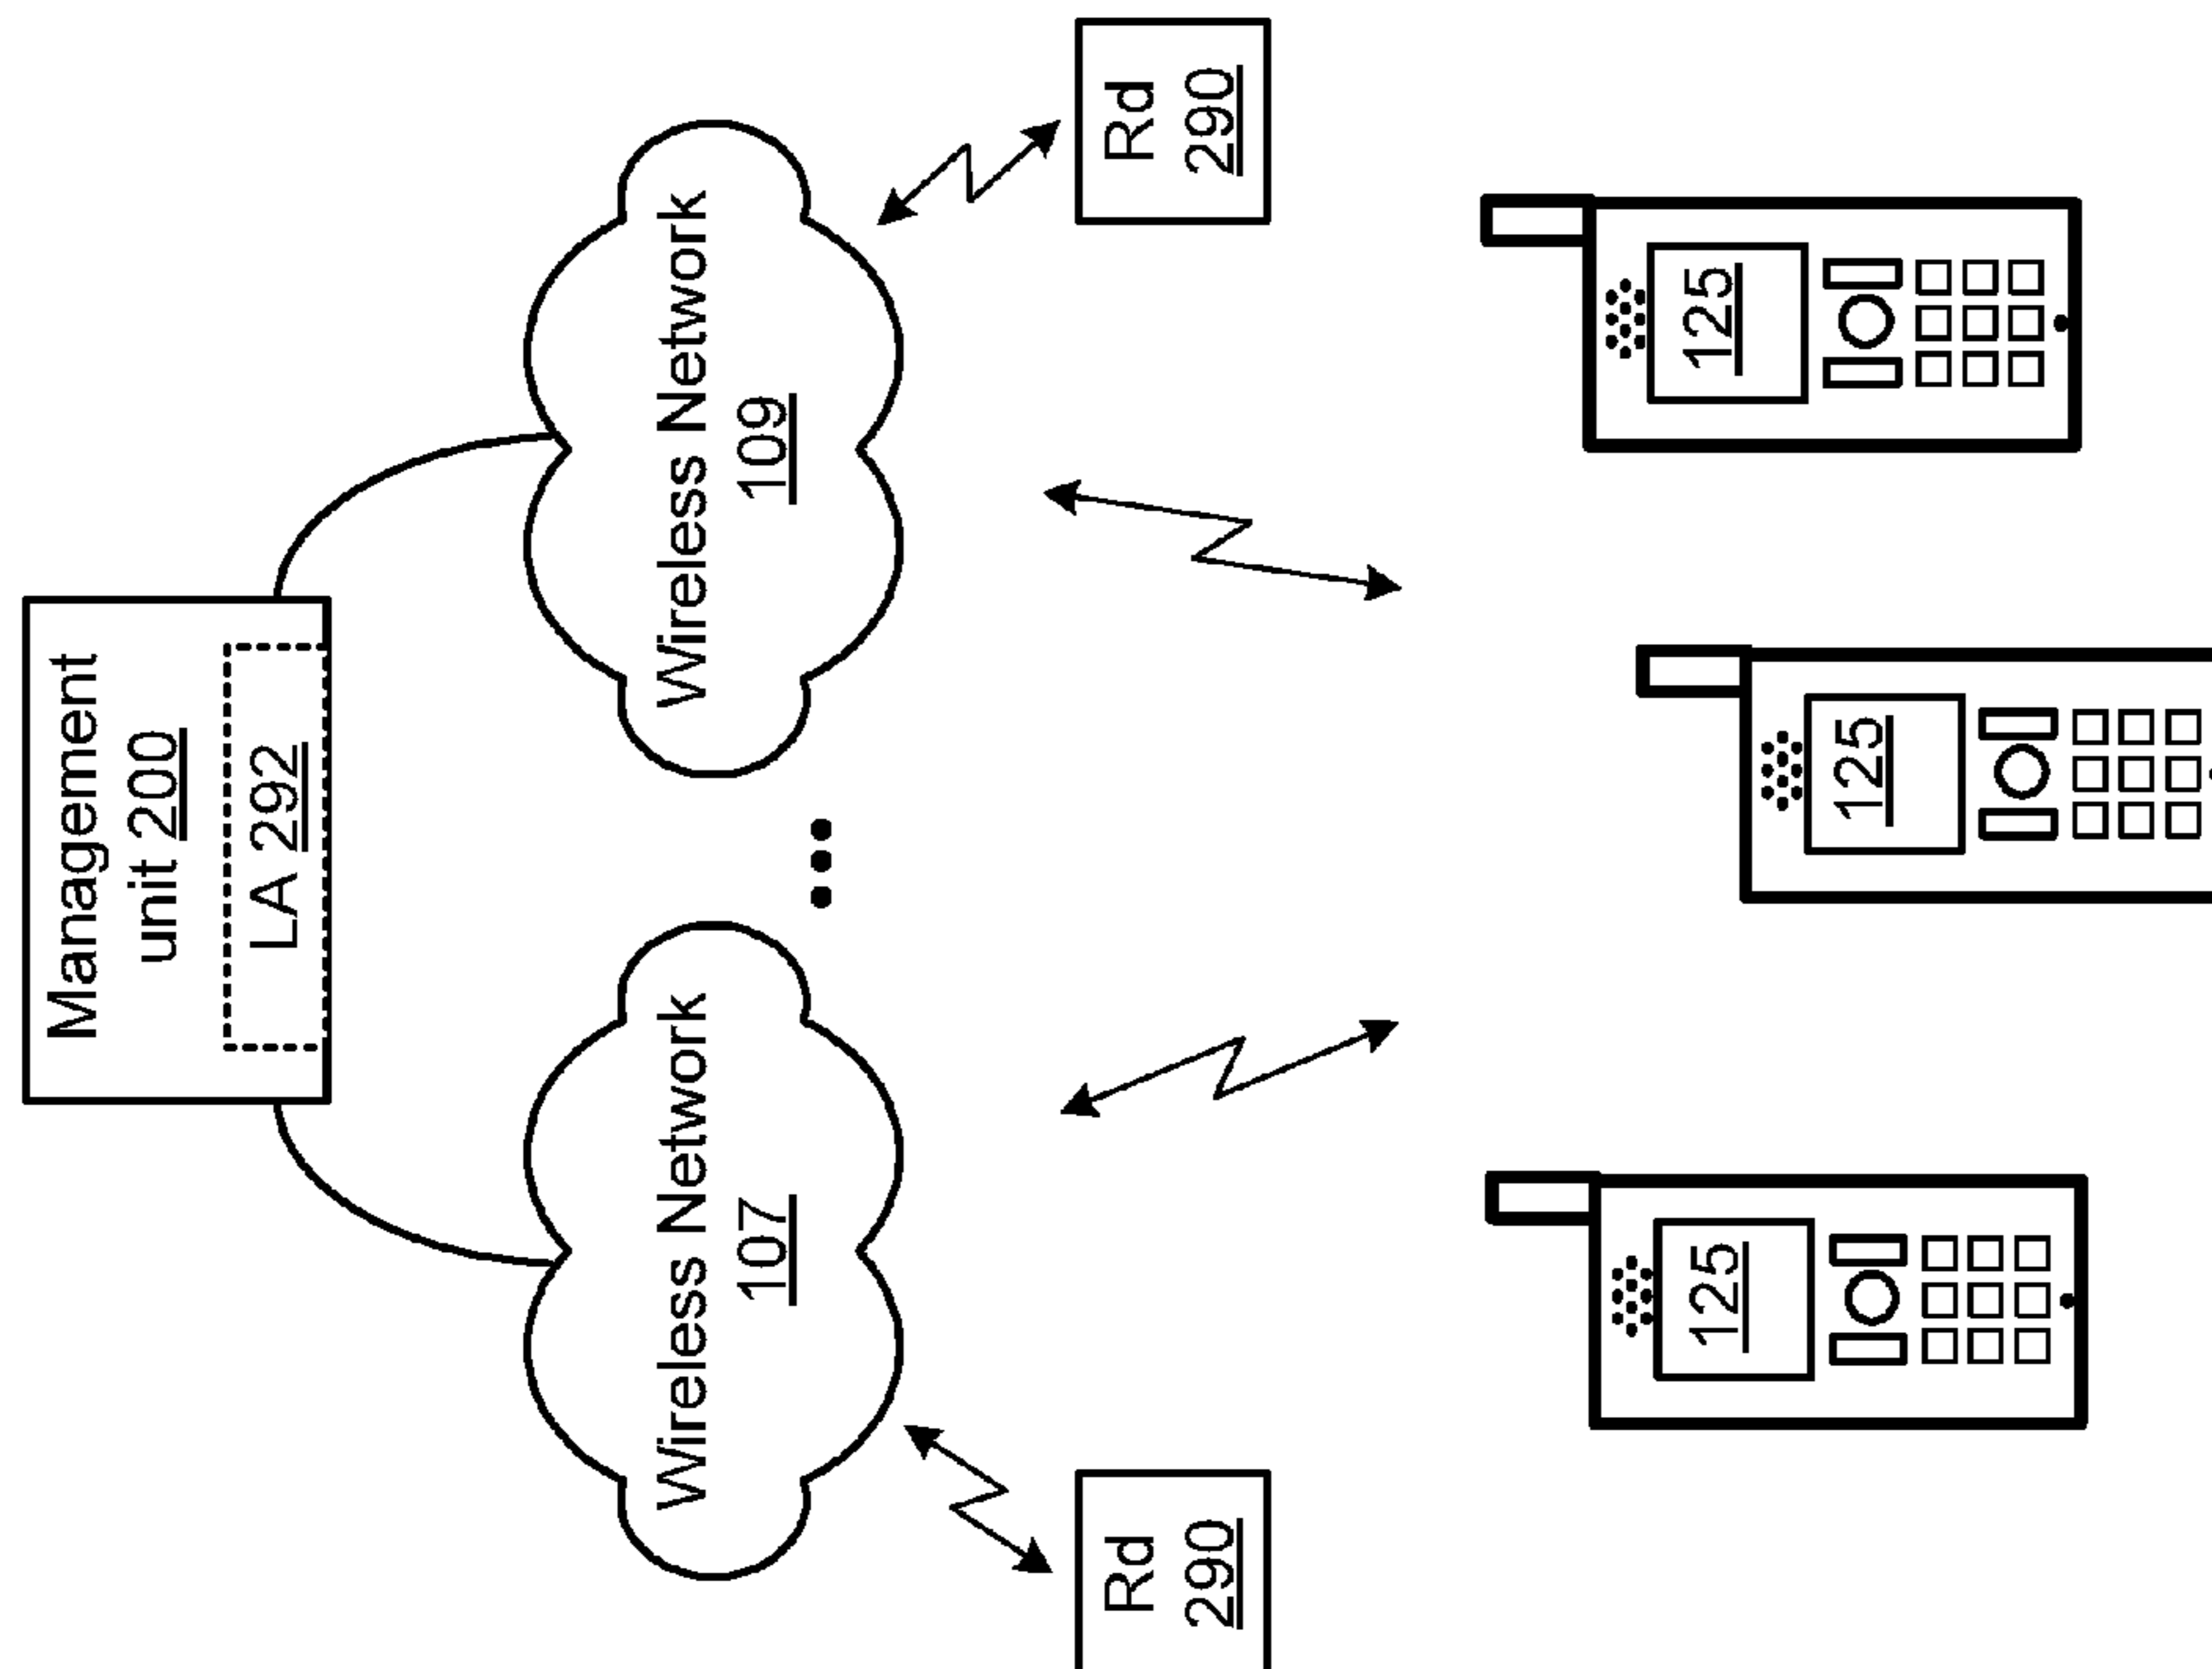 Management
unit 200
LA 292
Wireless Network
107
Wireless Network
109
Rd
290
Rd
290
125
125
125